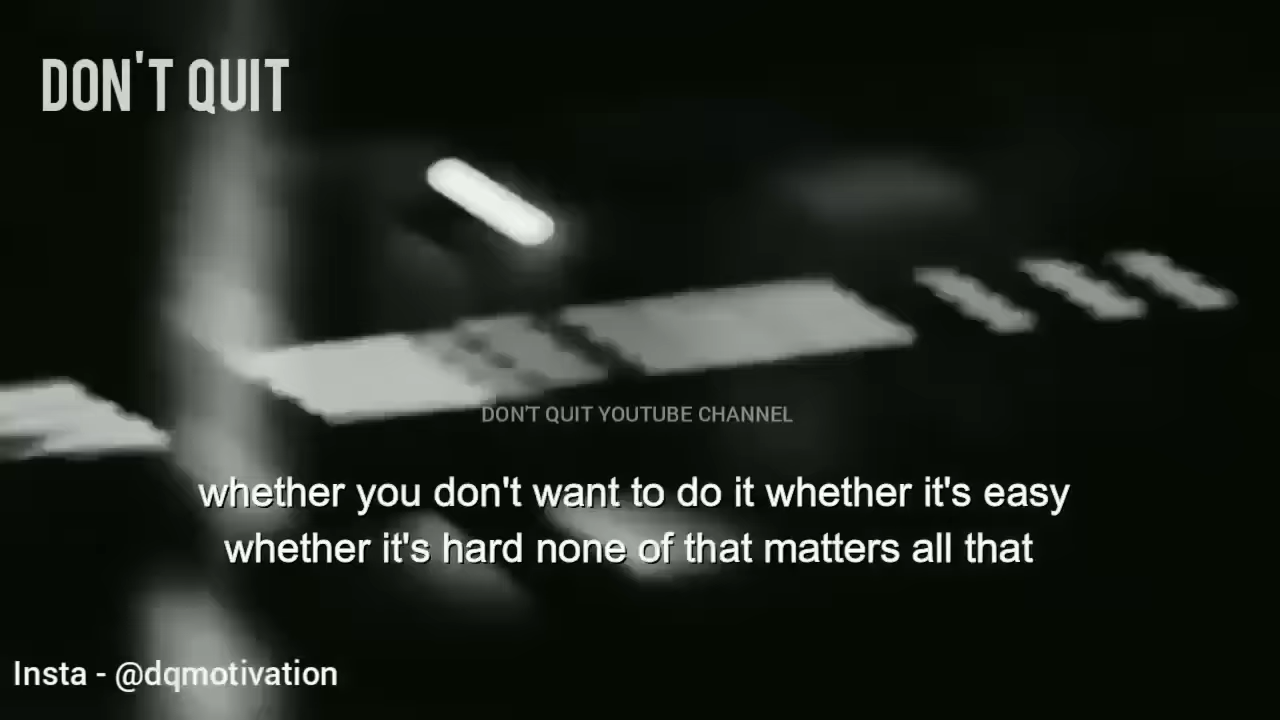 DON'T QUIT
DON'T QUIT YOUTUBE CHANNEL
whether you don't want to do it whether it's easy
whether it's hard none of that matters all that
Insta - @dqmotivation